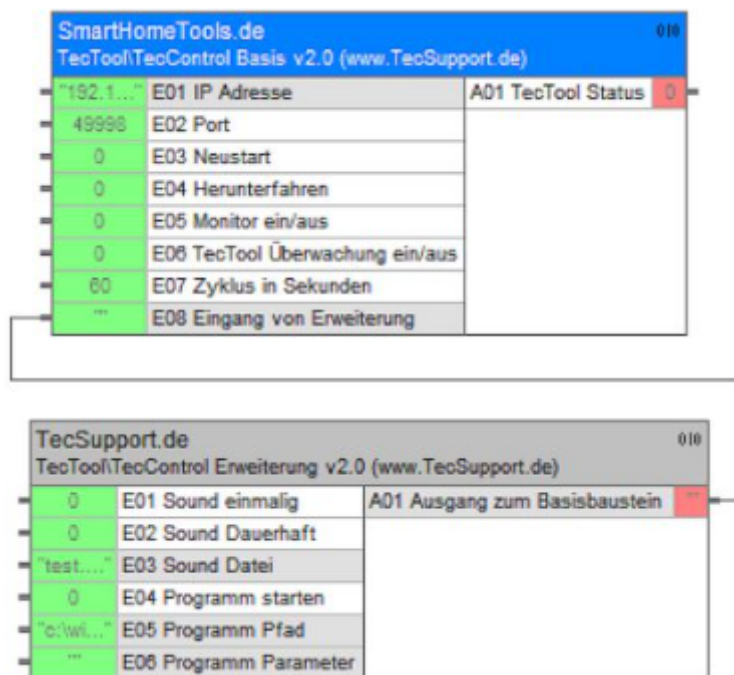 SmartHomeTools.de
TecTool\TecControl Basis v2.0 (www.TecSupport.de)
"192.1..." E01 IP Adresse A01 TecTool Status 0
49998 E02 Port
0 E03 Neustart
0 E04 Herunterfahren
0 E05 Monitor ein/aus
0 E06 TecTool Überwachung ein/aus
60 E07 Zyklus in Sekunden
"" E08 Eingang von Erweiterung
TecSupport.de
TecTool\TecControl Erweiterung v2.0 (www.TecSupport.de)
0 E01 Sound einmalig A01 Ausgang zum Basisbaustein ""
0 E02 Sound Dauerhaft
"test...." E03 Sound Datei
0 E04 Programm starten
"c:\wi..." E05 Programm Pfad
"" E06 Programm Parameter